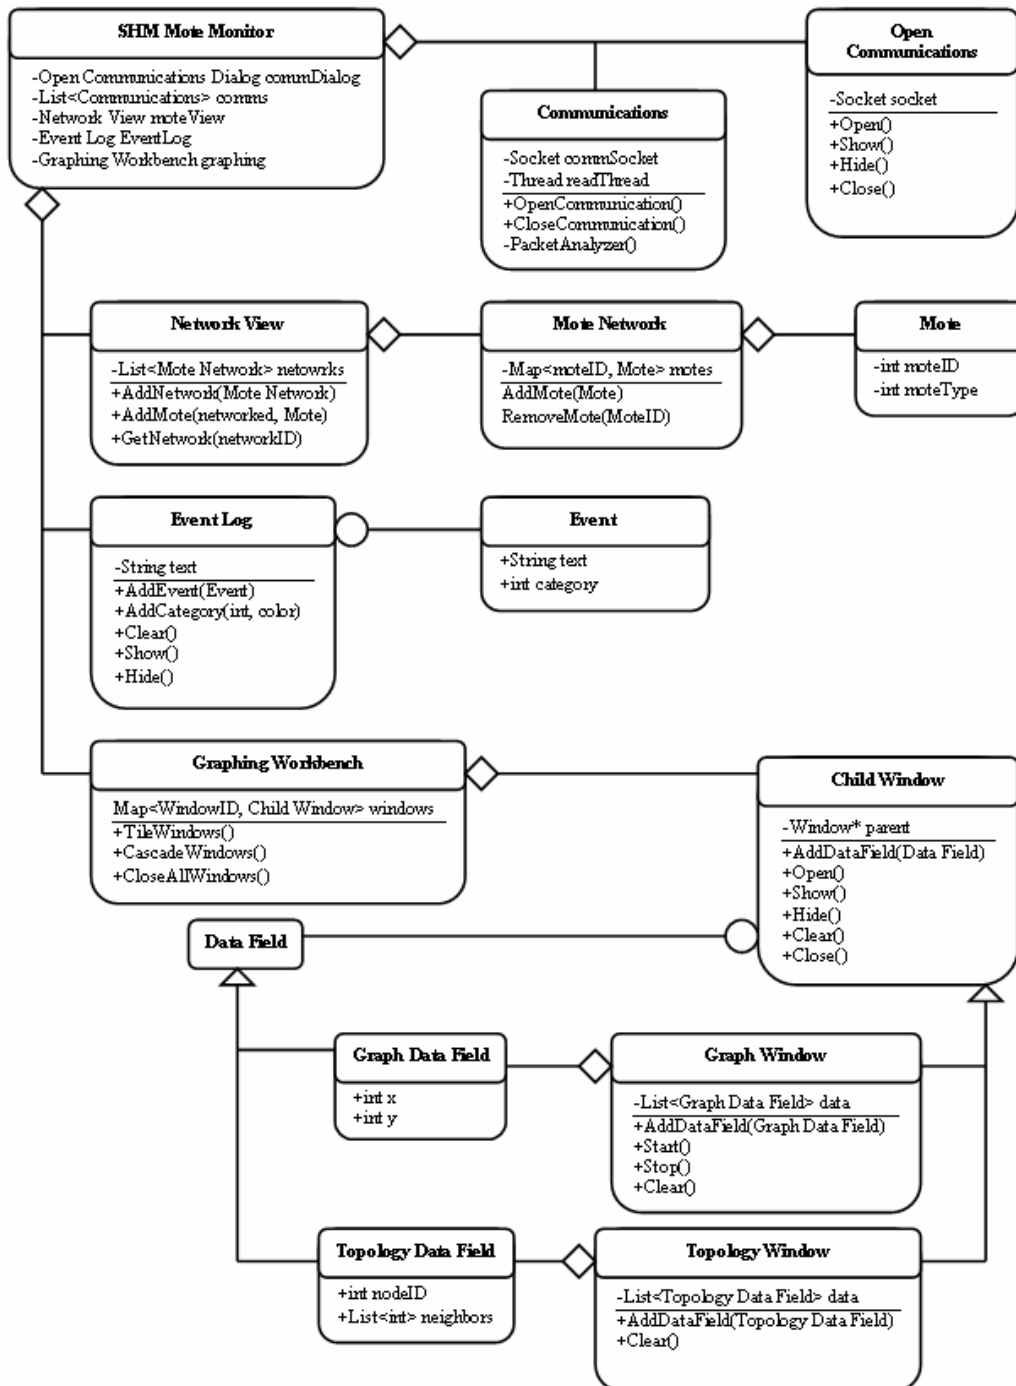 SHM Mote Monitor
-Open Communications Dialog commDialog
-List<Communications> comms
-Network View moteView
-Event Log EventLog
-Graphing Workbench graphing
Open
Communications
-Socket socket
+Open()
+Show()
+Hide()
+Close()
Communications
-Socket commSocket
-Thread readThread
+OpenCommunication()
+CloseCommunication()
-PacketAnalyzer()
Network View
-List<Mote Network> netowrks
+AddNetwork(Mote Network)
+AddMote(networked, Mote)
+GetNetwork(networkID)
Mote Network
-Map<moteID, Mote> motes
AddMote(Mote)
RemoveMote(MoteID)
Mote
-int moteID
-int moteType
Event Log
-String text
+AddEvent(Event)
+AddCategory(int, color)
+Clear()
+Show()
+Hide()
Event
+String text
+int category
Graphing Workbench
Map<WindowID, Child Window> windows
+TileWindows()
+CascadeWindows()
+CloseAllWindows()
Child Window
-Window* parent
+AddDataField(Data Field)
+Open()
+Show()
+Hide()
+Clear()
+Close()
Data Field
Graph Data Field
+int x
+int y
Graph Window
-List<Graph Data Field> data
+AddDataField(Graph Data Field)
+Start()
+Stop()
+Clear()
Topology Data Field
+int nodeID
+List<int> neighbors
Topology Window
-List<Topology Data Field> data
+AddDataField(Topology Data Field)
+Clear()